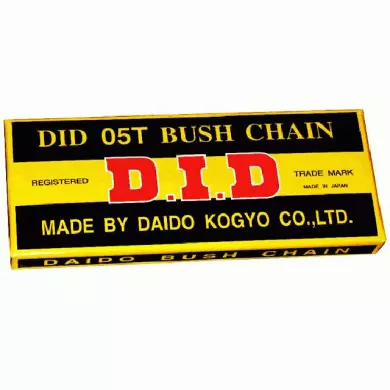 DID 05T BUSH CHAIN
REGISTERED
D.I.D
TRADE MARK
MADE IN JAPAN
MADE BY DAIDO KOGYO CO.,LTD.
DAIDO BUSH CHAIN